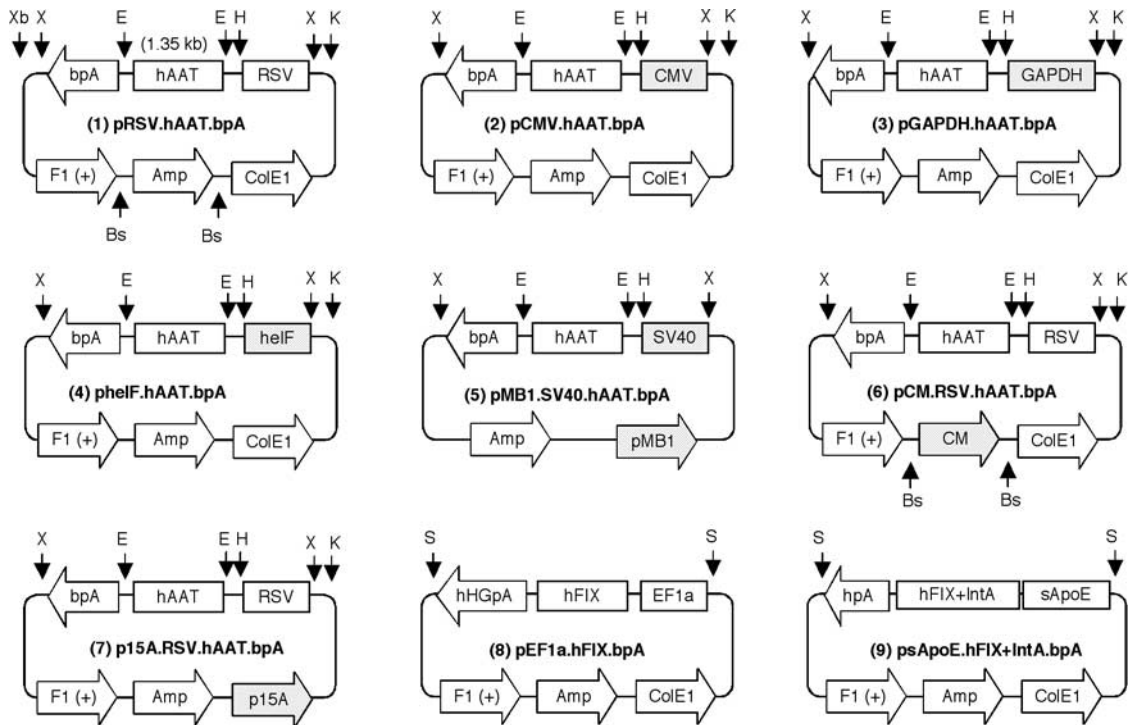 Xb X E (1.35 kb) E H X K
bpA hAAT RSV
(1) pRSV.hAAT.bpA
F1 (+) Amp ColE1
Bs Bs
X E E H X K
bpA hAAT CMV
(2) pCMV.hAAT.bpA
F1 (+) Amp ColE1
X E E H X K
bpA hAAT GAPDH
(3) pGAPDH.hAAT.bpA
F1 (+) Amp ColE1
X E E H X K
bpA hAAT heIF
(4) pheIF.hAAT.bpA
F1 (+) Amp ColE1
X E E H X
bpA hAAT SV40
(5) pMB1.SV40.hAAT.bpA
Amp pMB1
X E E H X K
bpA hAAT RSV
(6) pCM.RSV.hAAT.bpA
F1 (+) CM ColE1
Bs Bs
X E E H X K
bpA hAAT RSV
(7) p15A.RSV.hAAT.bpA
F1 (+) Amp p15A
S S
hHGpA hFIX EF1a
(8) pEF1a.hFIX.bpA
F1 (+) Amp ColE1
S S
hpA hFIX+IntA sApoE
(9) psApoE.hFIX+IntA.bpA
F1 (+) Amp ColE1